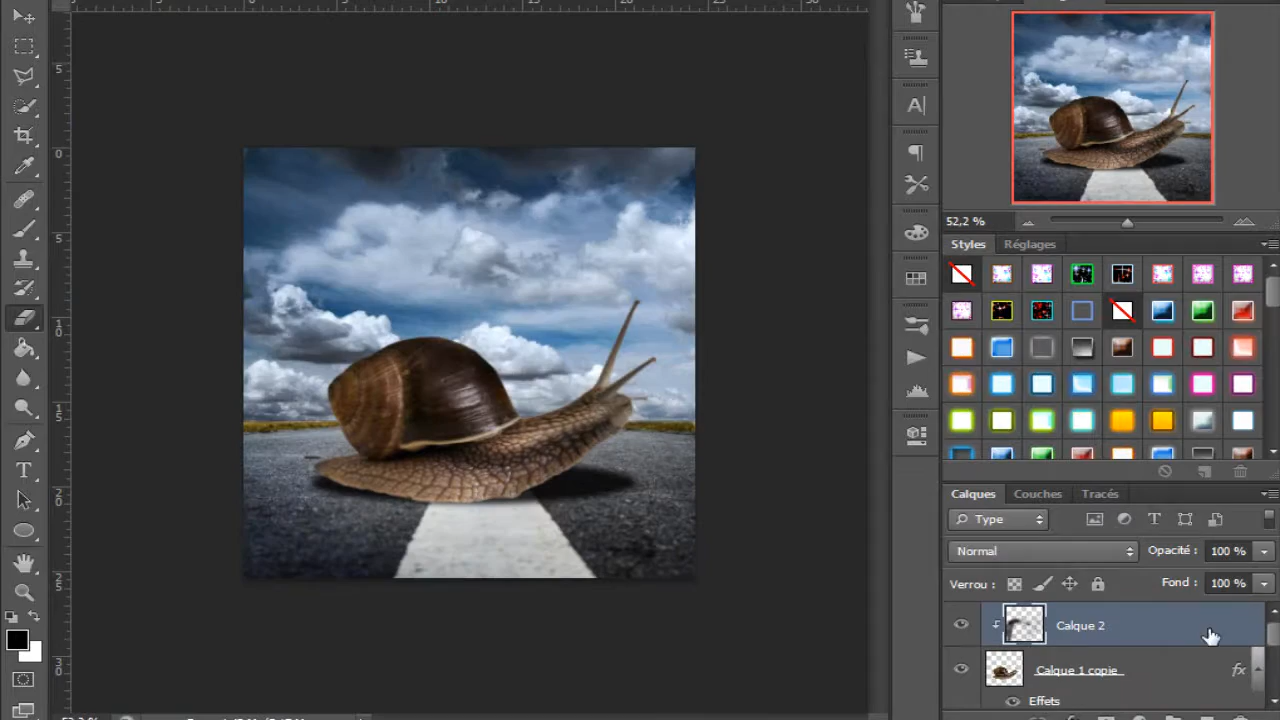 52,2 %
Styles
Réglages
Calques
Couches
Tracés
Type
Normal
Opacité : 100 %
Verrou :
Fond : 100 %
Calque 2
Calque 1 copie
fx
Effets